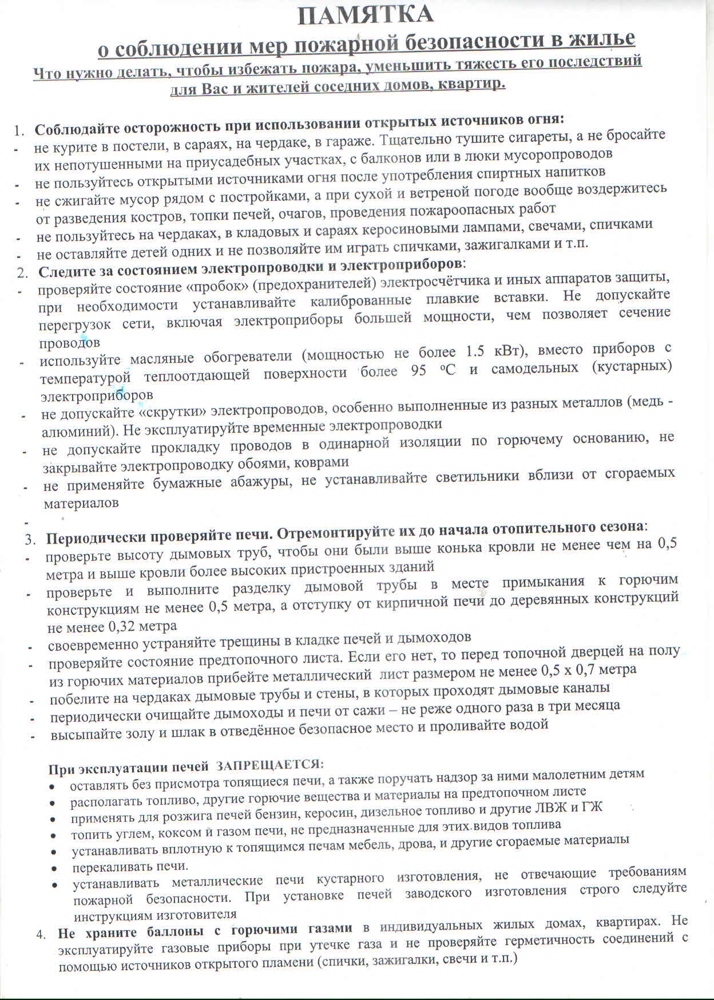 ПАМЯТКА
о соблюдении мер пожарной безопасности в жилье
Что нужно делать, чтобы избежать пожара, уменьшить тяжесть его последствий
для Вас и жителей соседних домов, квартир.
1. Соблюдайте осторожность при использовании открытых источников огня:
- не курите в постели, в сараях, на чердаке, в гараже. Тщательно тушите сигареты, а не бросайте
их непотушенными на приусадебных участках, с балконов или в люки мусоропроводов
- не пользуйтесь открытыми источниками огня после употребления спиртных напитков
- не сжигайте мусор рядом с постройками, а при сухой и ветреной погоде вообще воздержитесь
от разведения костров, топки печей, очагов, проведения пожароопасных работ
- не пользуйтесь на чердаках, в кладовых и сараях керосиновыми лампами, свечами, спичками
- не оставляйте детей одних и не позволяйте им играть спичками, зажигалками и т.п.
2. Следите за состоянием электропроводки и электроприборов:
- проверяйте состояние «пробок» (предохранителей) электросчётчика и иных аппаратов защиты,
при необходимости устанавливайте калиброванные плавкие вставки. Не допускайте
перегрузок сети, включая электроприборы большей мощности, чем позволяет сечение
проводов
- используйте масляные обогреватели (мощностью не более 1.5 кВт), вместо приборов с
температурой теплоотдающей поверхности более 95 ºС и самодельных (кустарных)
электроприборов
- не допускайте «скрутки» электропроводов, особенно выполненные из разных металлов (медь -
алюминий). Не эксплуатируйте временные электропроводки
- не допускайте прокладку проводов в одинарной изоляции по горючему основанию, не
закрывайте электропроводку обоями, коврами
- не применяйте бумажные абажуры, не устанавливайте светильники вблизи от сгораемых
материалов
-
3. Периодически проверяйте печи. Отремонтируйте их до начала отопительного сезона:
- проверьте высоту дымовых труб, чтобы они были выше конька кровли не менее чем на 0,5
метра и выше кровли более высоких пристроенных зданий
- проверьте и выполните разделку дымовой трубы в месте примыкания к горючим
конструкциям не менее 0,5 метра, а отступку от кирпичной печи до деревянных конструкций
не менее 0,32 метра
- своевременно устраняйте трещины в кладке печей и дымоходов
- проверяйте состояние предтопочного листа. Если его нет, то перед топочной дверцей на полу
из горючих материалов прибейте металлический лист размером не менее 0,5 х 0,7 метра
- побелите на чердаках дымовые трубы и стены, в которых проходят дымовые каналы
- периодически очищайте дымоходы и печи от сажи – не реже одного раза в три месяца
- высыпайте золу и шлак в отведённое безопасное место и проливайте водой
При эксплуатации печей ЗАПРЕЩАЕТСЯ:
• оставлять без присмотра топящиеся печи, а также поручать надзор за ними малолетним детям
• располагать топливо, другие горючие вещества и материалы на предтопочном листе
• применять для розжига печей бензин, керосин, дизельное топливо и другие ЛВЖ и ГЖ
• топить углем, коксом и газом печи, не предназначенные для этих видов топлива
• устанавливать вплотную к топящимся печам мебель, дрова, и другие сгораемые материалы
• перекаливать печи.
• устанавливать металлические печи кустарного изготовления, не отвечающие требованиям
пожарной безопасности. При установке печей заводского изготовления строго следуйте
инструкциям изготовителя
4. Не храните баллоны с горючими газами в индивидуальных жилых домах, квартирах. Не
эксплуатируйте газовые приборы при утечке газа и не проверяйте герметичность соединений с
помощью источников открытого пламени (спички, зажигалки, свечи и т.п.)